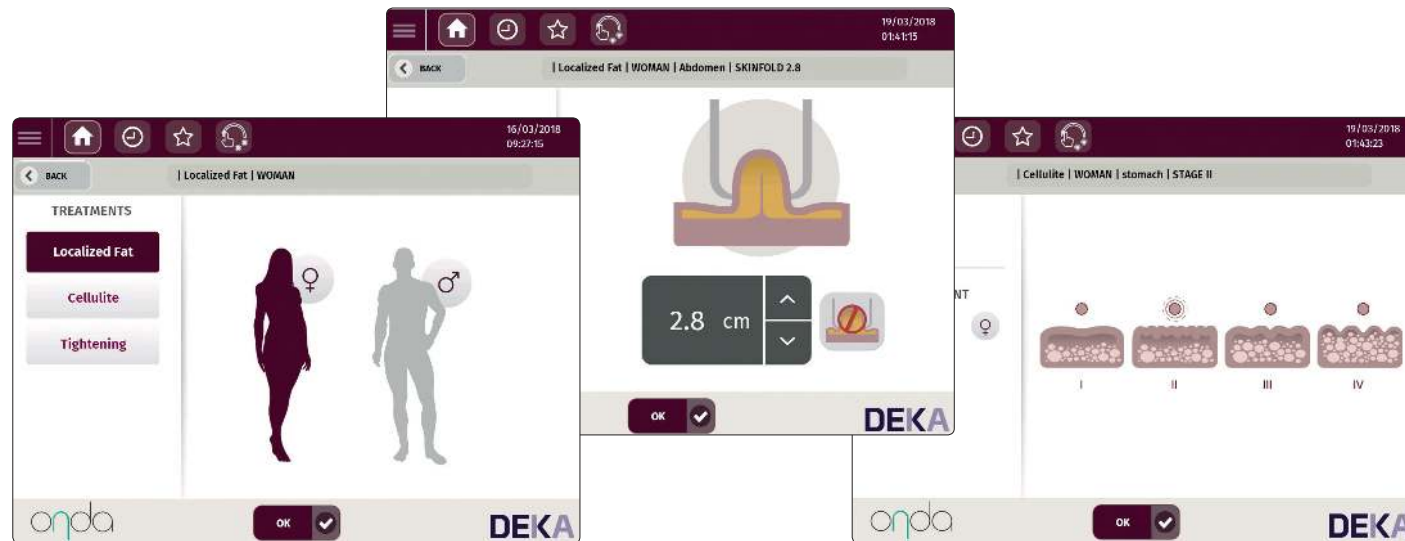 19/03/2018
01:41:15
BACK
| Localized Fat | WOMAN | Abdomen | SKINFOLD 2.8
2.8 cm
OK
DEKA
16/03/2018
09:27:15
BACK
| Localized Fat | WOMAN
TREATMENTS
Localized Fat
Cellulite
Tightening
onda
OK
DEKA
19/03/2018
01:43:23
| Cellulite | WOMAN | stomach | STAGE II
NT
I II III IV
onda
OK
DEKA